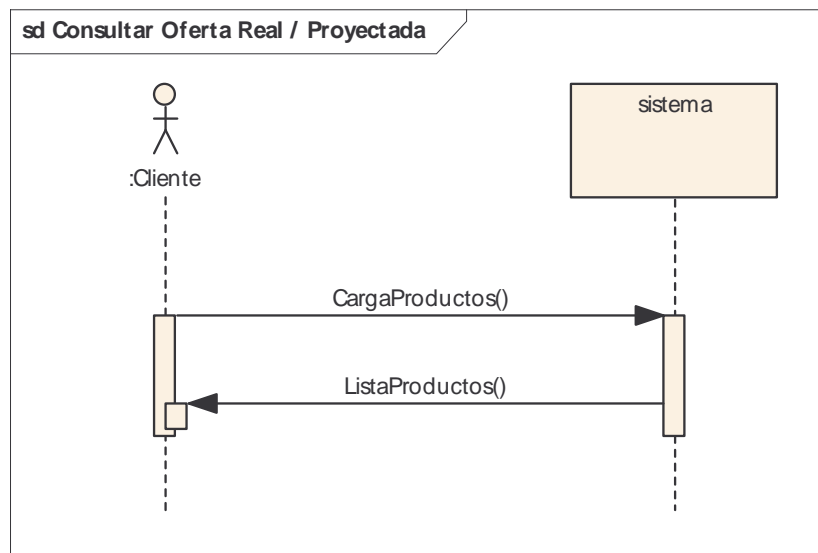 sd Consultar Oferta Real / Proyectada
:Cliente
sistema
CargaProductos()
ListaProductos()